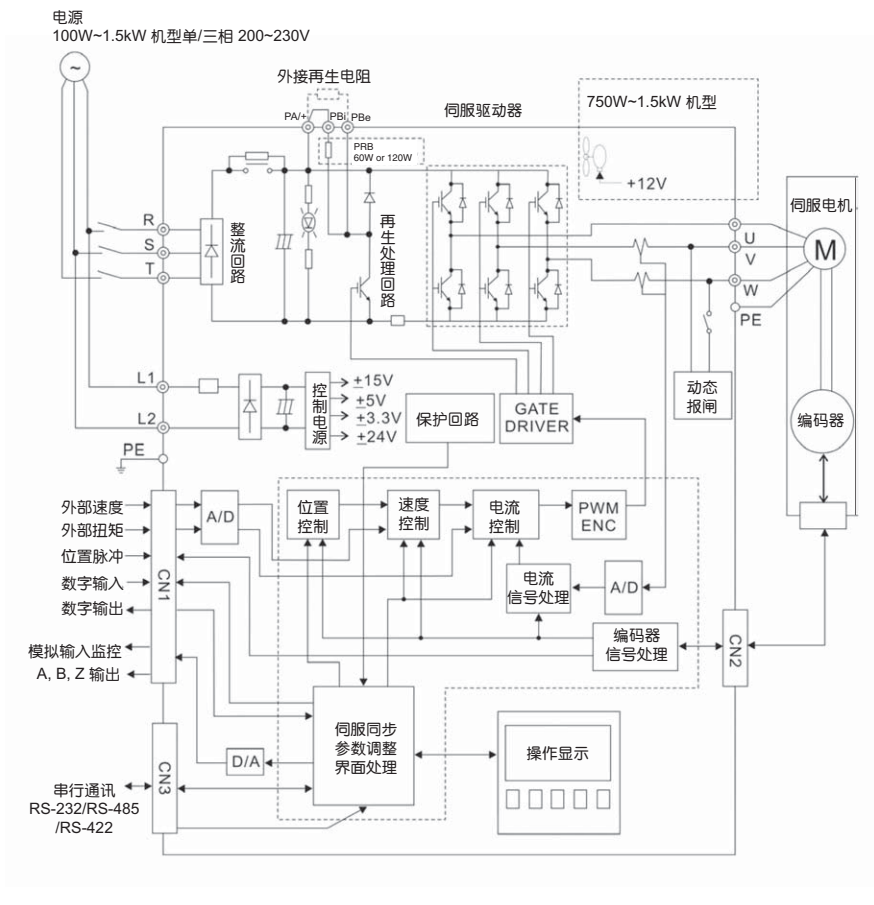 电源
100W~1.5kW 机型单/三相 200~230V
~
外接再生电阻
PA/+
PBi
PBe
伺服驱动器
750W~1.5kW 机型
+12V
PRB
60W or 120W
R
S
T
整流回路
再生处理回路
伺服电机
M
U
V
W
PE
L1
L2
PE
控制电源
±15V
±5V
±3.3V
±24V
保护回路
GATE
DRIVER
动态
报闸
编码器
外部速度
外部扭矩
位置脉冲
数字输入
数字输出
模拟输入监控
A, B, Z 输出
CN1
A/D
位置
控制
速度
控制
电流
控制
PWM
ENC
电流
信号处理
A/D
编码器
信号处理
CN2
伺服同步
参数调整
界面处理
D/A
操作显示
CN3
串行通讯
RS-232/RS-485
/RS-422